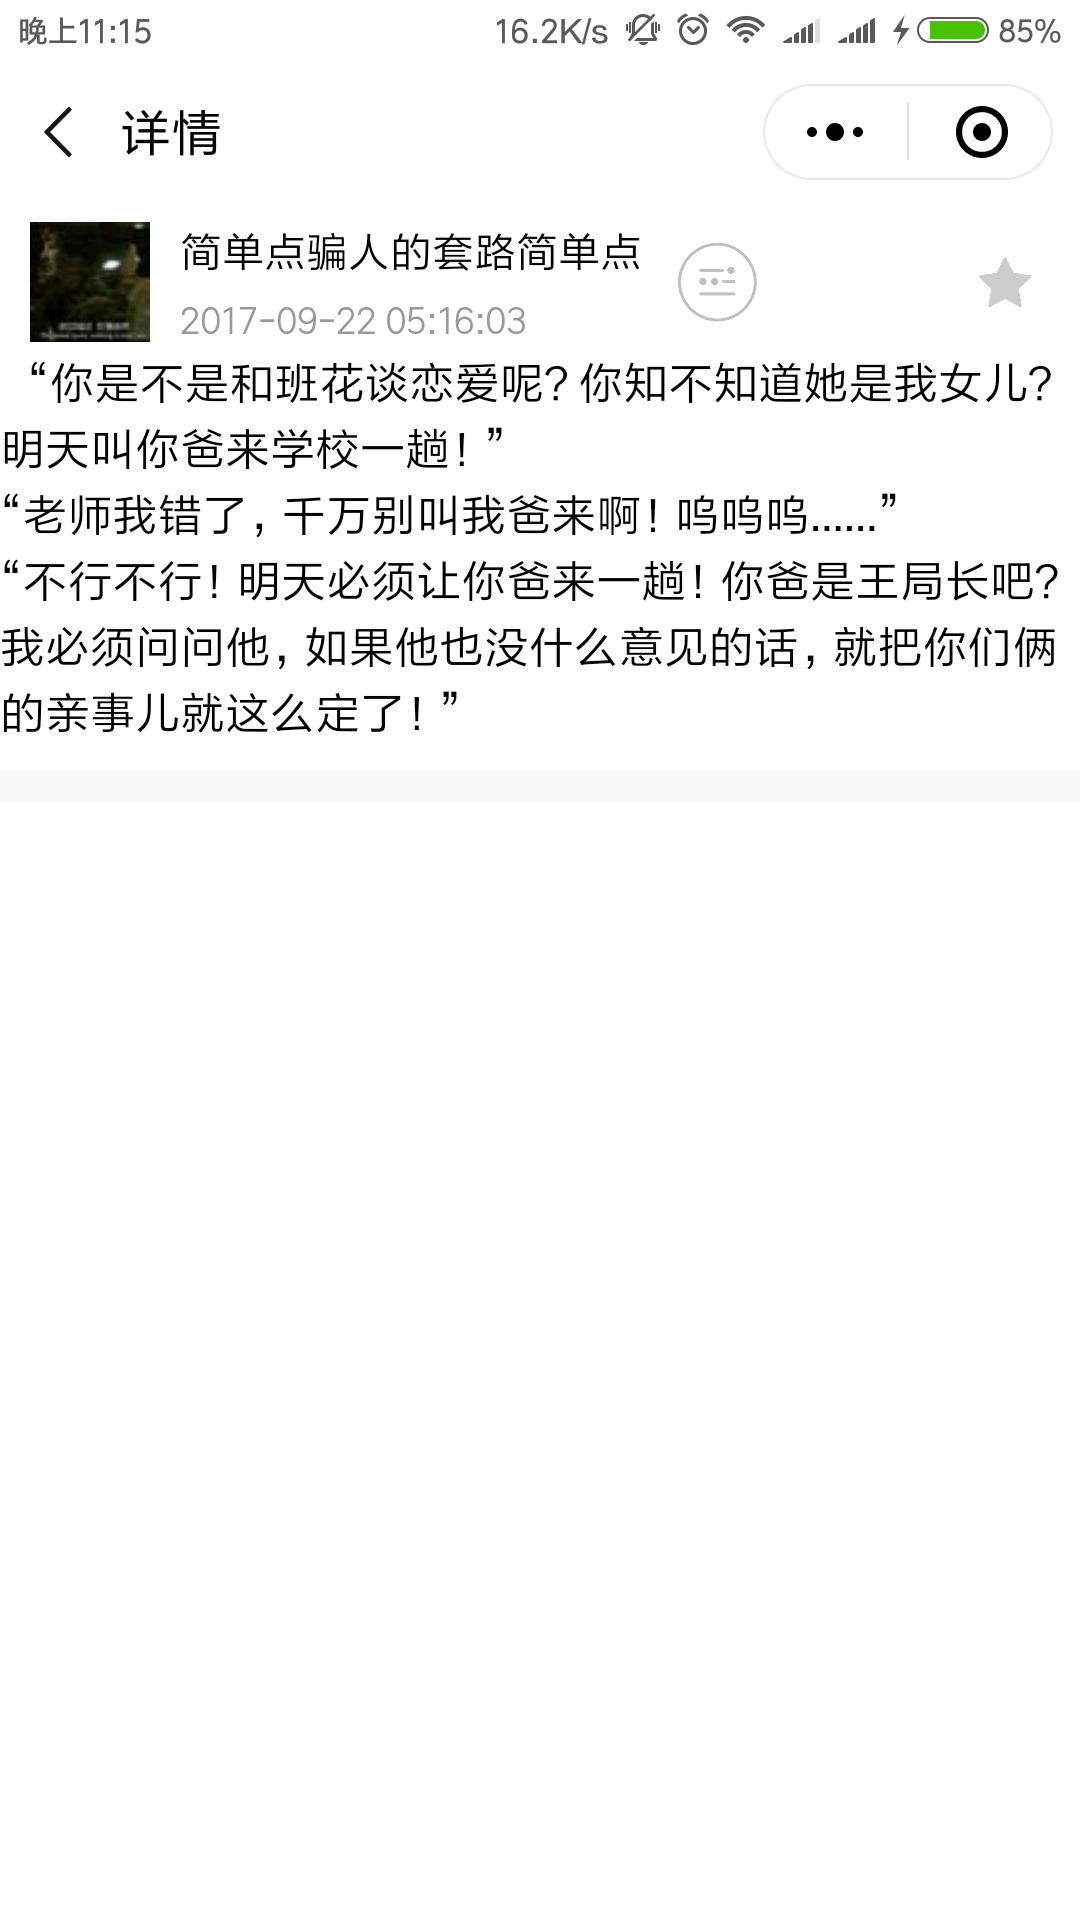 晚上11:15
16.2K/s
85%
详情
简单点骗人的套路简单点
2017-09-22 05:16:03
“你是不是和班花谈恋爱呢？你知不知道她是我女儿？
明天叫你爸来学校一趟！”
“老师我错了，千万别叫我爸来啊！呜呜呜……”
“不行不行！明天必须让你爸来一趟！你爸是王局长吧？
我必须问问他，如果他也没什么意见的话，就把你们俩
的亲事儿就这么定了！”